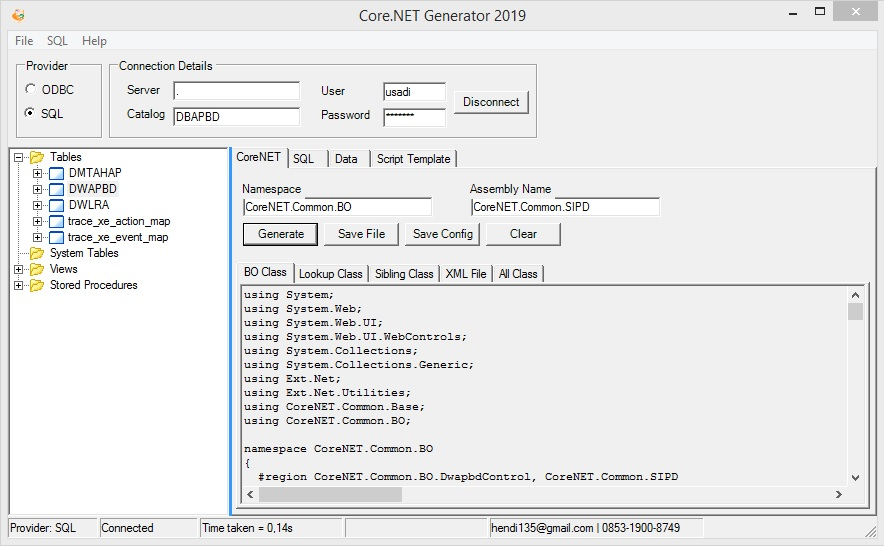 Core.NET Generator 2019
File SQL Help
Provider
ODBC
SQL
Connection Details
Server .
Catalog DBAPBD
User usadi
Password *******
Disconnect
Tables
DMTAHAP
DWAPBD
DWLRA
trace_xe_action_map
trace_xe_event_map
System Tables
Views
Stored Procedures
CoreNET SQL Data Script Template
Namespace Assembly Name
CoreNET.Common.BO CoreNET.Common.SIPD
Generate Save File Save Config Clear
BO Class Lookup Class Sibling Class XML File All Class
using System;
using System.Web;
using System.Web.UI;
using System.Web.UI.WebControls;
using System.Collections;
using System.Collections.Generic;
using Ext.Net;
using Ext.Net.Utilities;
using CoreNET.Common.Base;
using CoreNET.Common.BO;
namespace CoreNET.Common.BO
{
#region CoreNET.Common.BO.DwapbdControl, CoreNET.Common.SIPD
Provider: SQL Connected Time taken = 0,14s hendi135@gmail.com | 0853-1900-8749